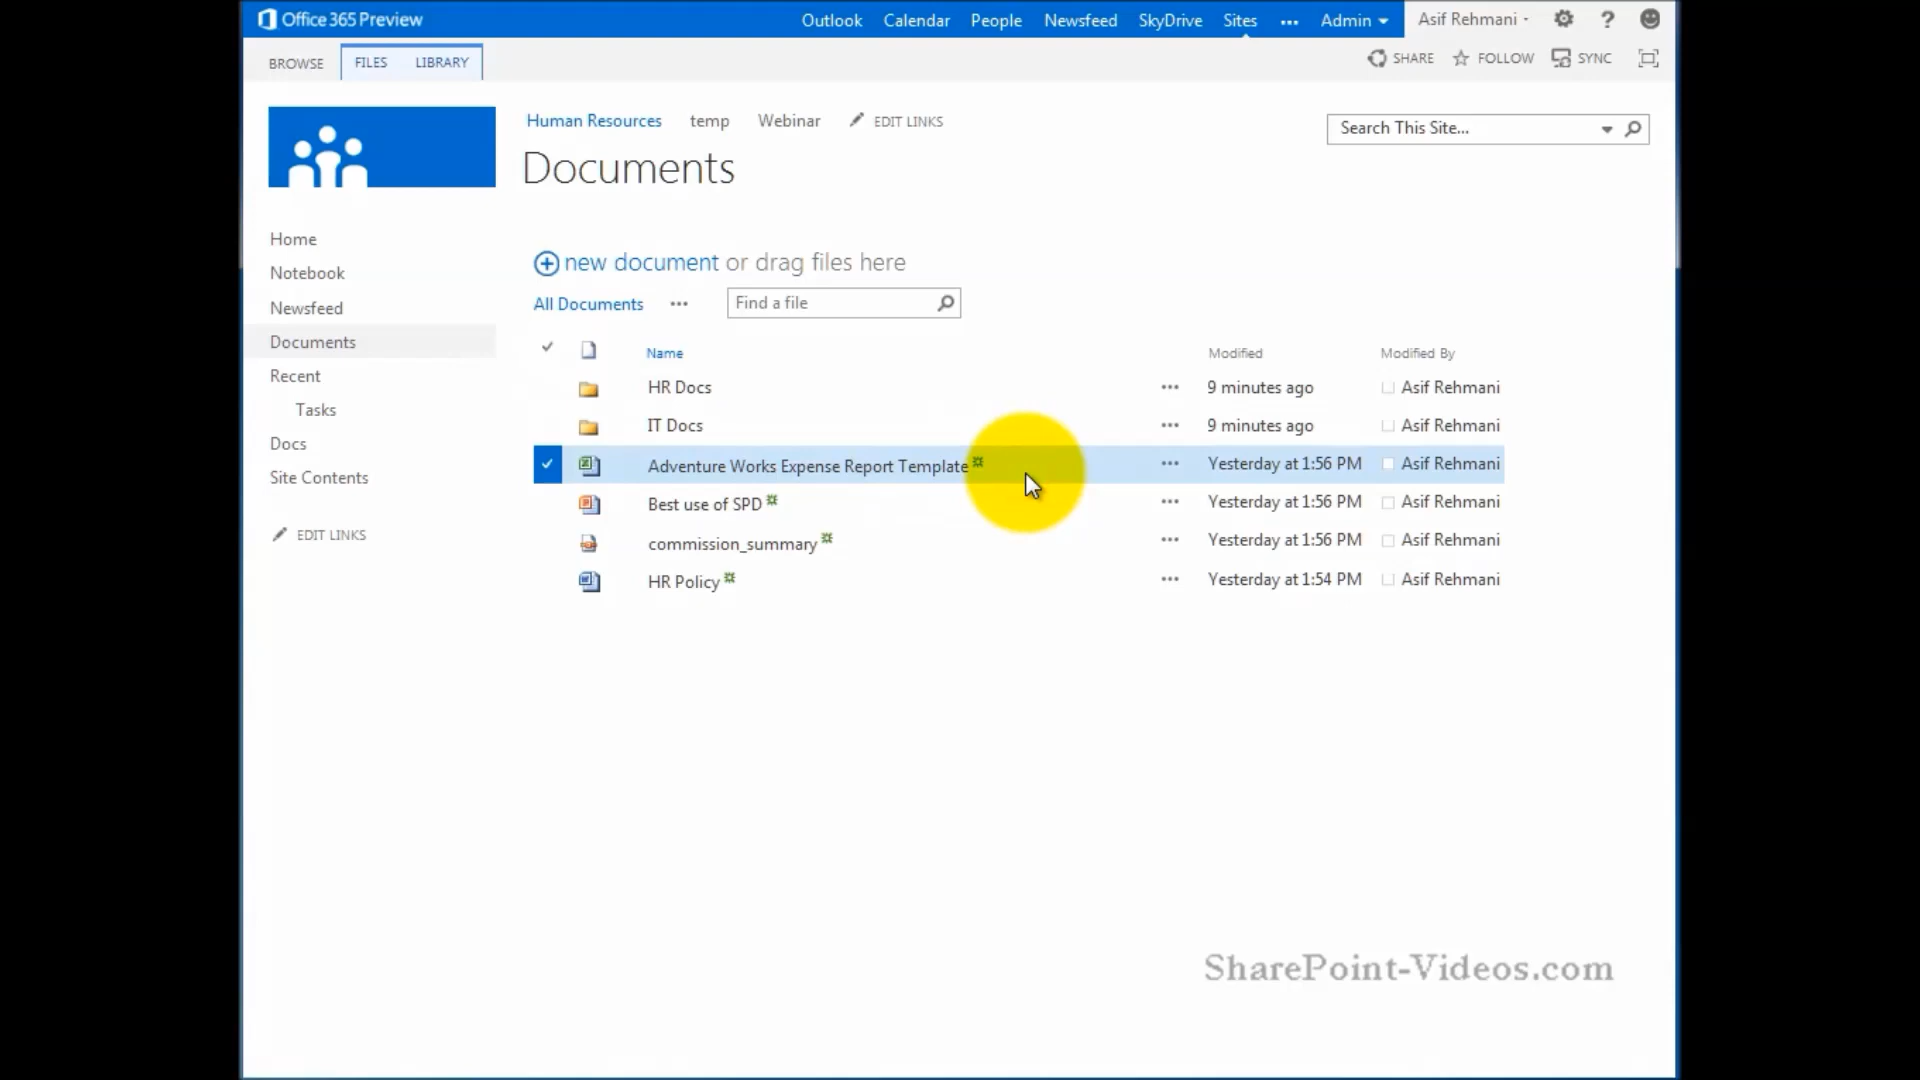 Office 365 Preview
Outlook Calendar People Newsfeed SkyDrive Sites ••• Admin Asif Rehmani ?
BROWSE FILES LIBRARY
SHARE FOLLOW SYNC
Human Resources temp Webinar EDIT LINKS
Search This Site...
Documents
Home
Notebook
Newsfeed
Documents
Recent
Tasks
Docs
Site Contents
EDIT LINKS
new document or drag files here
All Documents ••• Find a file
Name Modified Modified By
HR Docs ••• 9 minutes ago Asif Rehmani
IT Docs ••• 9 minutes ago Asif Rehmani
Adventure Works Expense Report Template ••• Yesterday at 1:56 PM Asif Rehmani
Best use of SPD ••• Yesterday at 1:56 PM Asif Rehmani
commission_summary ••• Yesterday at 1:56 PM Asif Rehmani
HR Policy ••• Yesterday at 1:54 PM Asif Rehmani
SharePoint-Videos.com